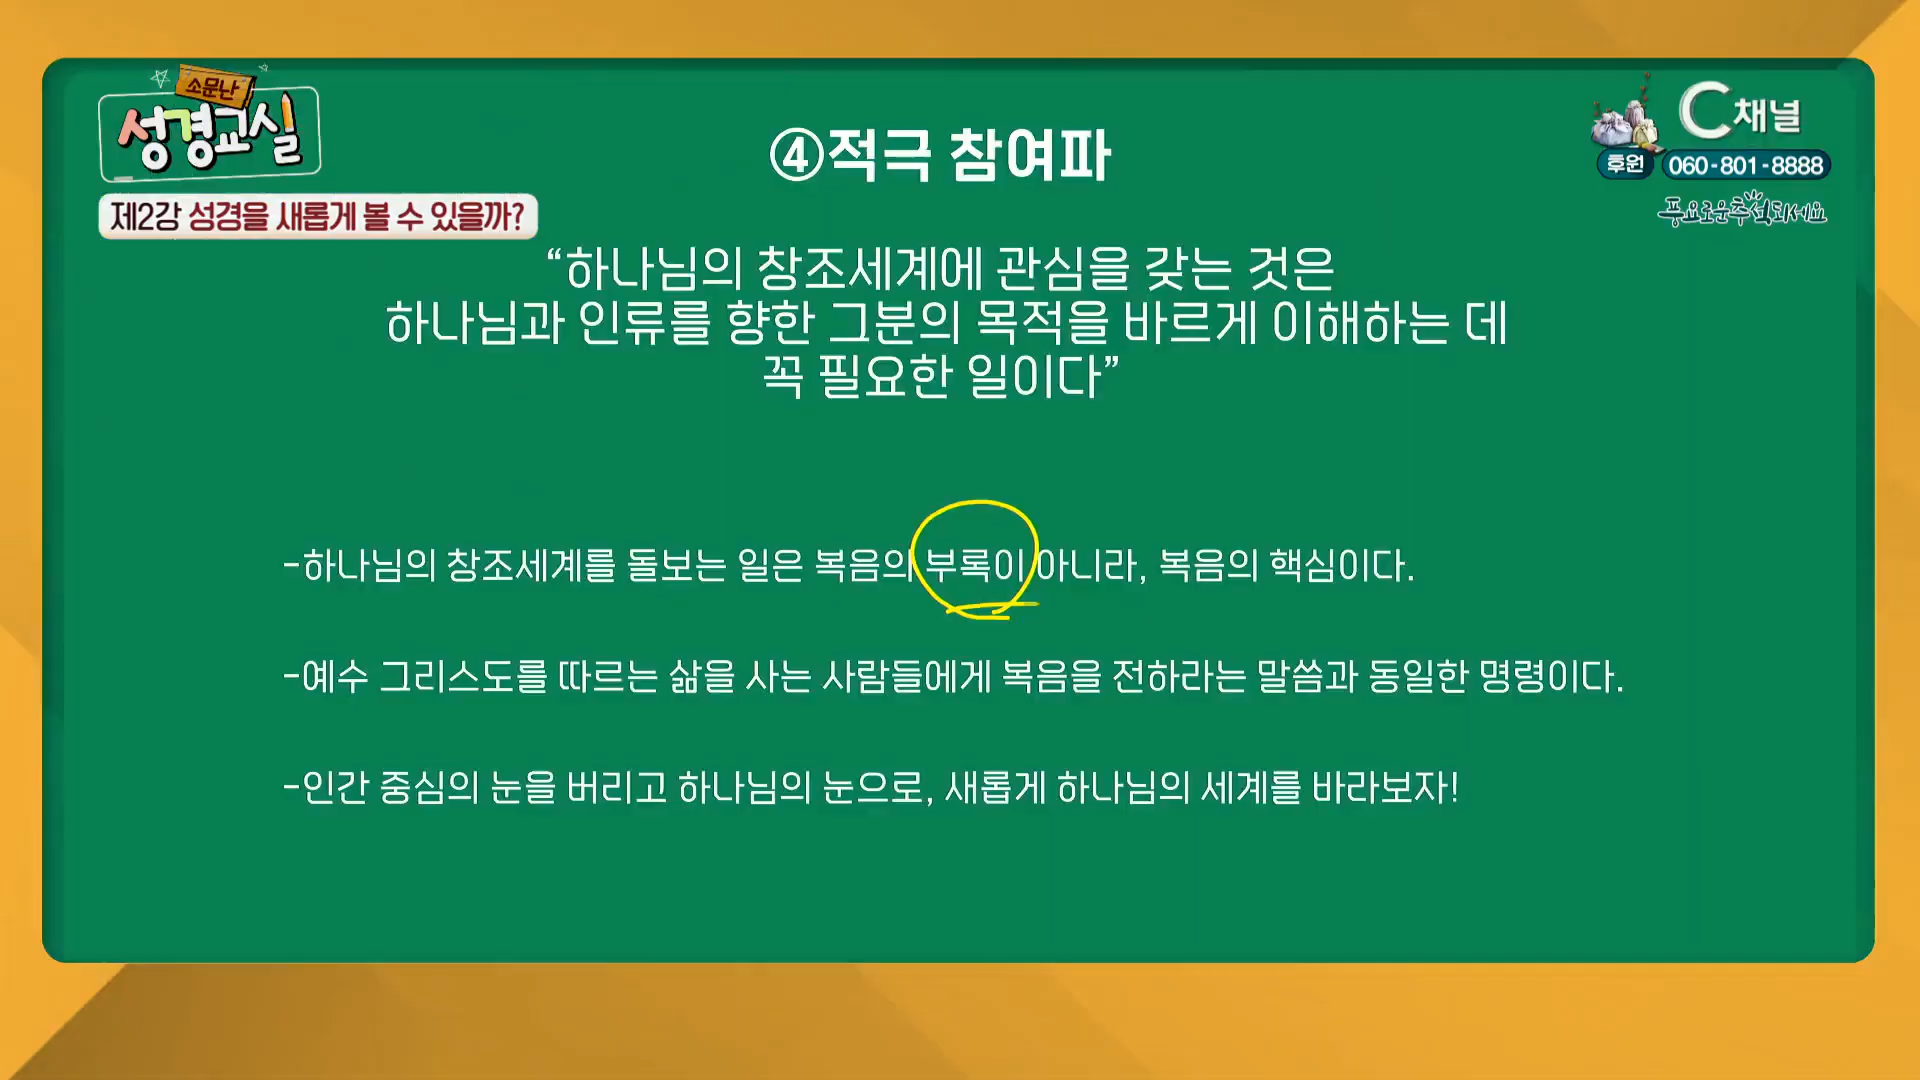 소문난
성경교실
제2강 성경을 새롭게 볼 수 있을까?
C채널
후원 060-801-8888
풍요로운추석되세요
④적극 참여파
“하나님의 창조세계에 관심을 갖는 것은
하나님과 인류를 향한 그분의 목적을 바르게 이해하는 데
꼭 필요한 일이다”
-하나님의 창조세계를 돌보는 일은 복음의 부록이 아니라, 복음의 핵심이다.
-예수 그리스도를 따르는 삶을 사는 사람들에게 복음을 전하라는 말씀과 동일한 명령이다.
-인간 중심의 눈을 버리고 하나님의 눈으로, 새롭게 하나님의 세계를 바라보자!